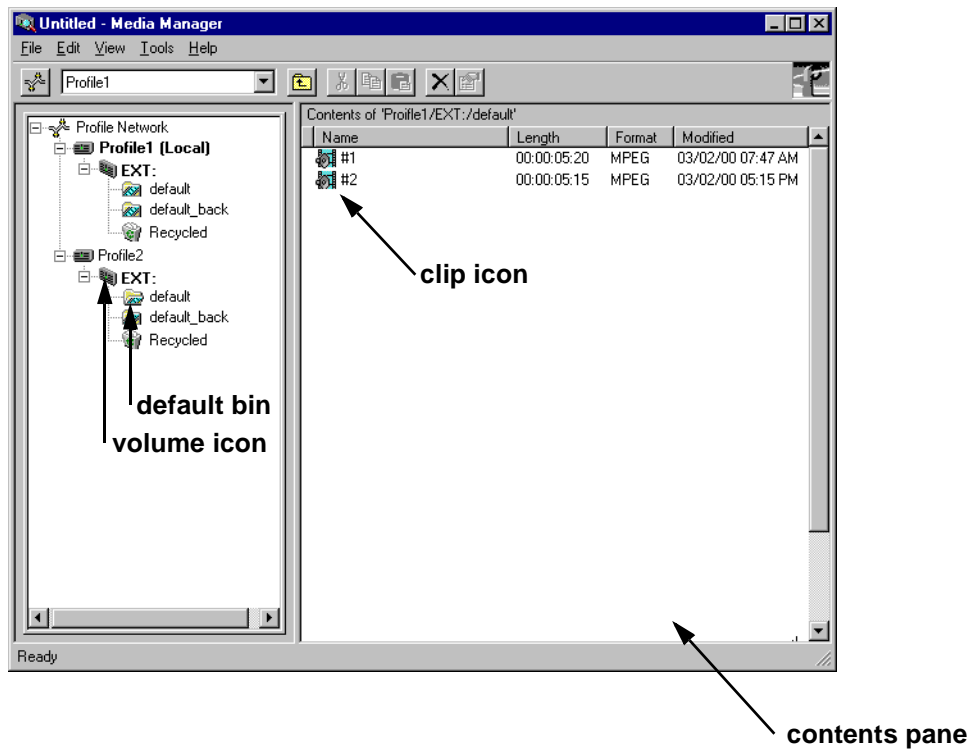 Untitled - Media Manager
File Edit View Tools Help
Profile1
Contents of 'Proifle1/EXT:/default'
Name Length Format Modified
#1 00:00:05:20 MPEG 03/02/00 07:47 AM
#2 00:00:05:15 MPEG 03/02/00 05:15 PM
Profile Network
Profile1 (Local)
EXT:
default
default_back
Recycled
Profile2
EXT:
default
default_back
Recycled
clip icon
default bin
volume icon
Ready
contents pane